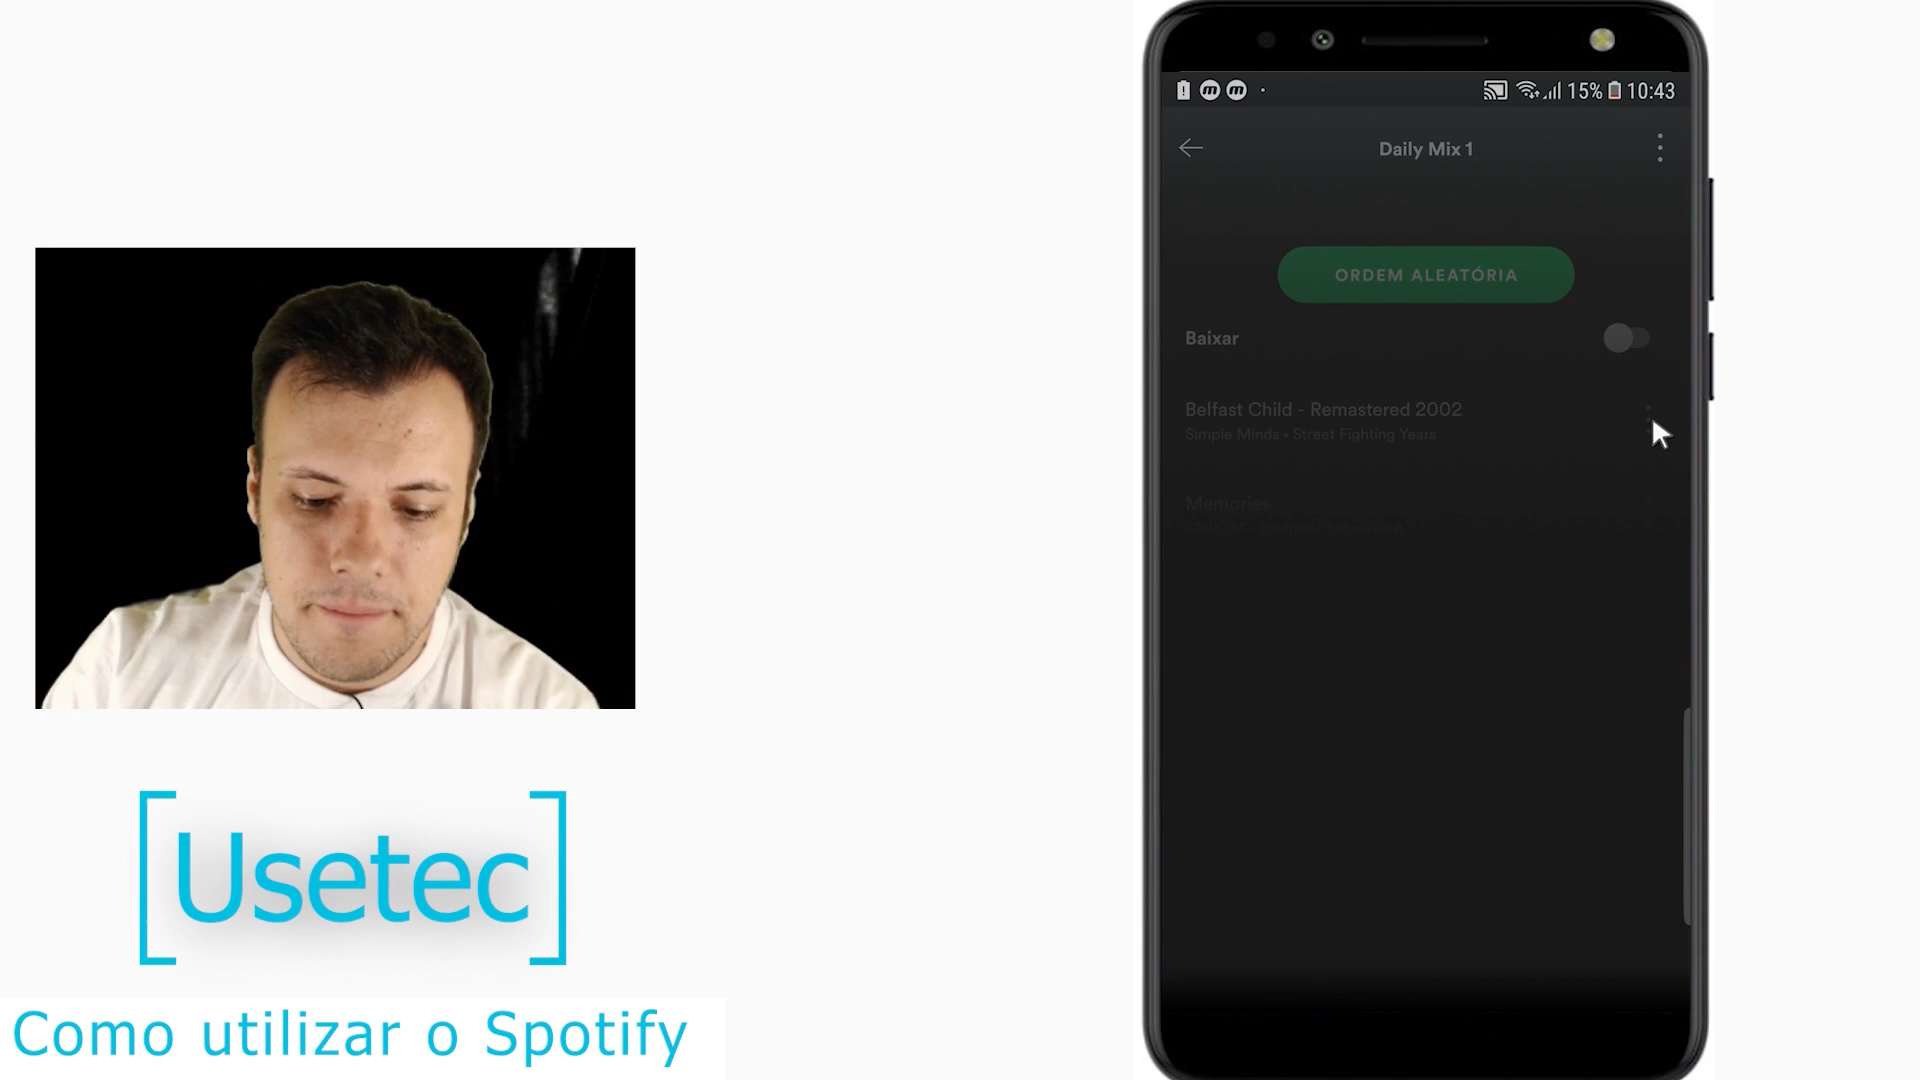 15% 10:43
Daily Mix 1
ORDEM ALEATÓRIA
Baixar
Belfast Child - Remastered 2002
Simple Minds • Street Fighting Years
Memories
[Usetec]
Como utilizar o Spotify